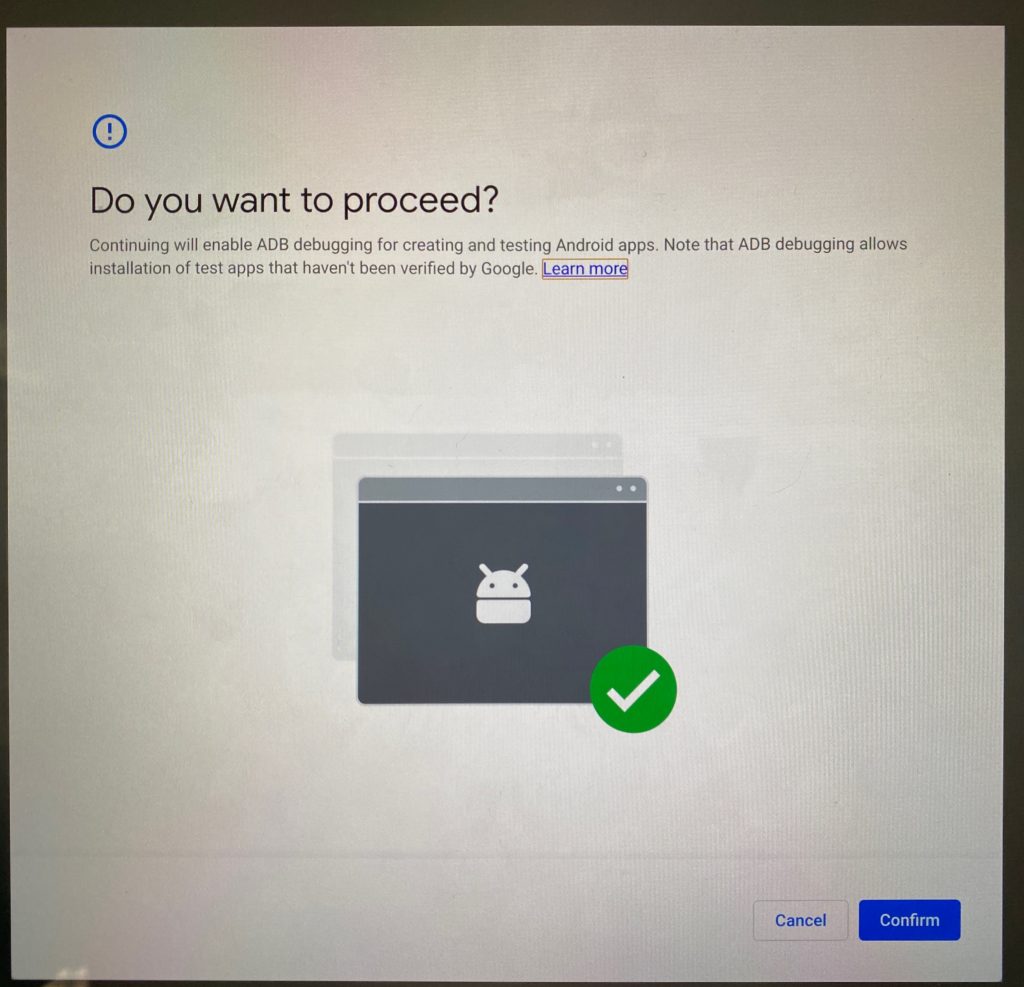 Do you want to proceed?
Continuing will enable ADB debugging for creating and testing Android apps. Note that ADB debugging allows
installation of test apps that haven't been verified by Google. Learn more
Cancel
Confirm